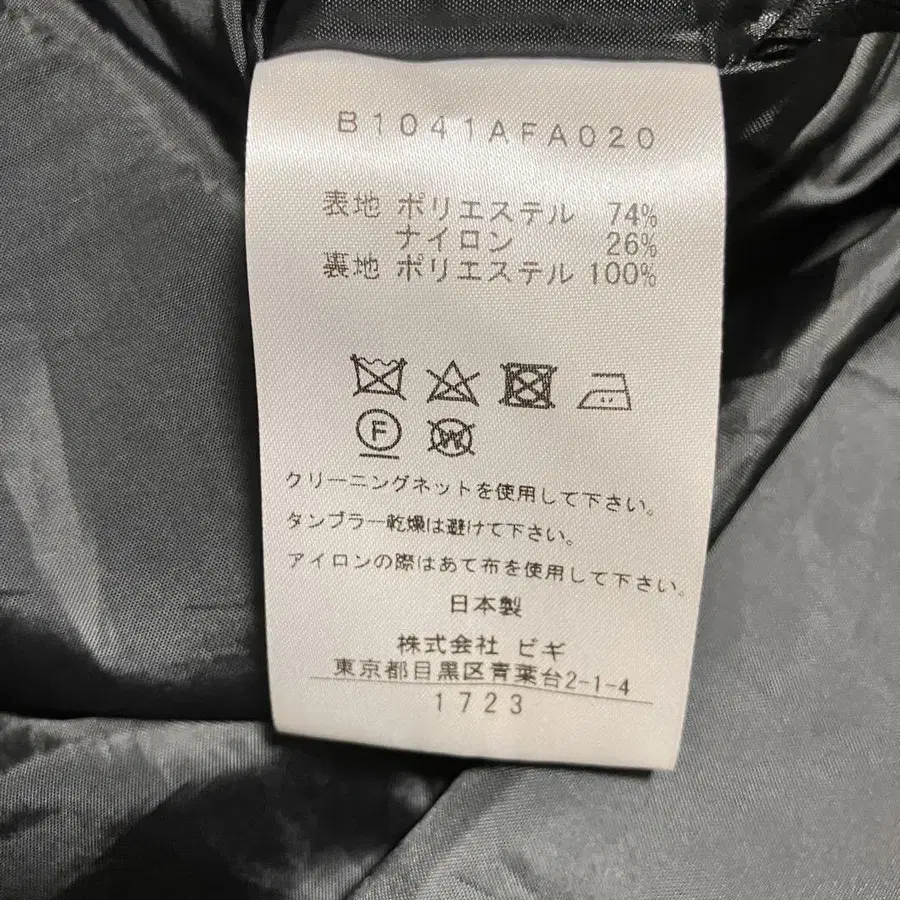 B1041AFA020
表地 ポリエステル 74%
ナイロン 26%
裏地 ポリエステル 100%
F W
クリーニングネットを使用して下さい。
タンブラー乾燥は避けて下さい。
アイロンの際はあて布を使用して下さい。
日本製
株式会社 ビギ
東京都目黒区青葉台2-1-4
1723